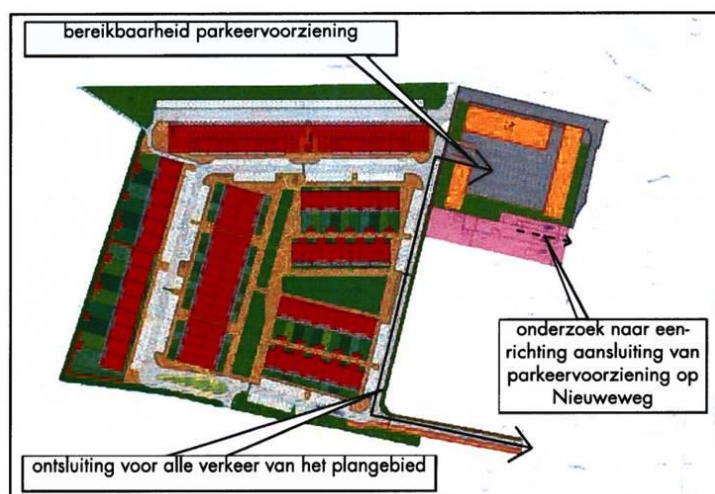 bereikbaarheid parkeervoorziening
onderzoek naar een-
richting aansluiting van
parkeervoorziening op
Nieuweweg
ontsluiting voor alle verkeer van het plangebied